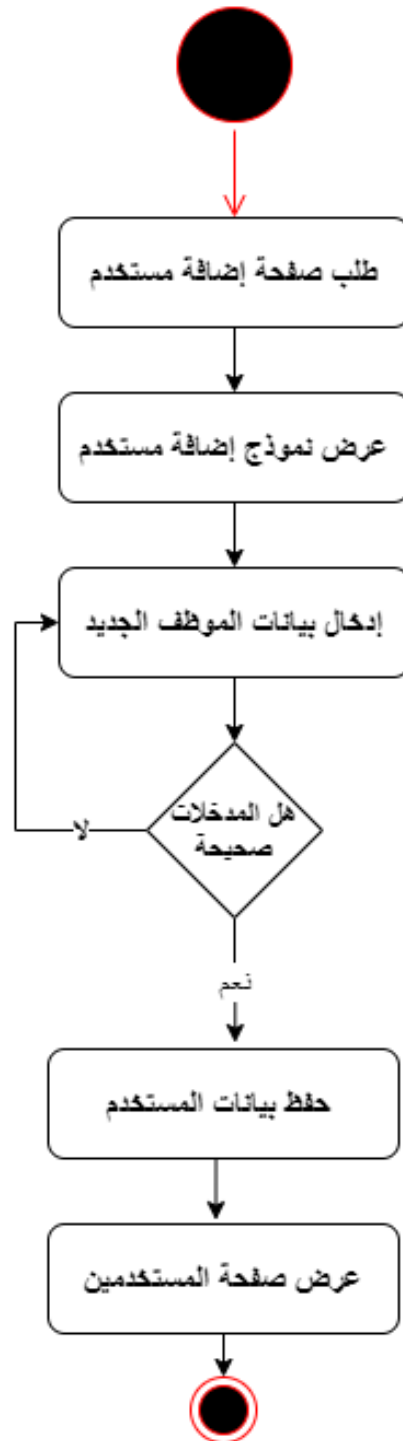 طلب صفحة إضافة مستخدم
عرض نموذج إضافة مستخدم
إدخال بيانات الموظف الجديد
هل المدخلات
صحيحة
لا
نعم
حفظ بيانات المستخدم
عرض صفحة المستخدمين